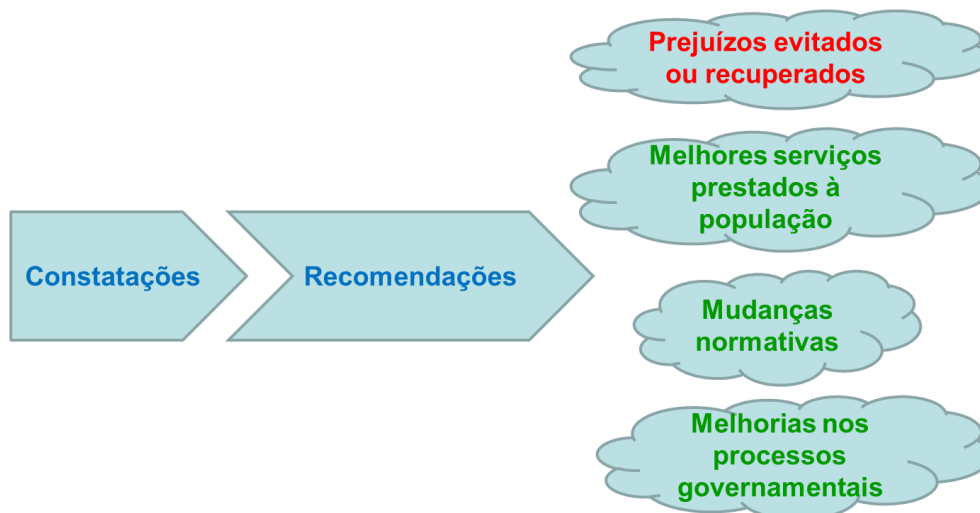 Constatações
Recomendações
Prejuízos evitados
ou recuperados
Melhores serviços
prestados à
população
Mudanças
normativas
Melhorias nos
processos
governamentais